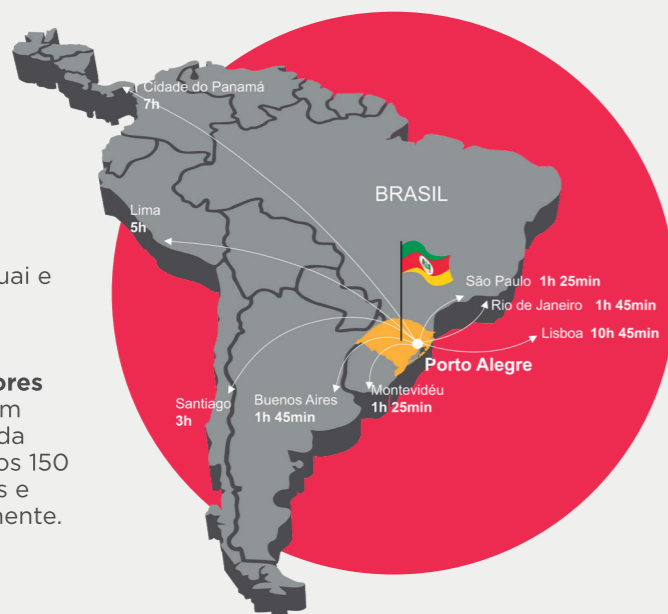 Cidade do Panamá
7h
BRASIL
Lima
5h
uai e
São Paulo 1h 25min
Rio de Janeiro 1h 45min
Lisboa 10h 45min
Porto Alegre
ores
m
da
os 150
s e
nente.
Santiago
3h
Buenos Aires
1h 45min
Montevidéu
1h 25min